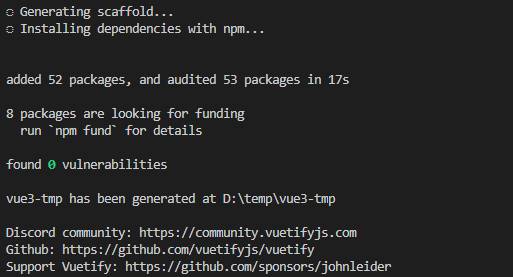 ◌ Generating scaffold...
◌ Installing dependencies with npm...
added 52 packages, and audited 53 packages in 17s
8 packages are looking for funding
run `npm fund` for details
found 0 vulnerabilities
vue3-tmp has been generated at D:\temp\vue3-tmp
Discord community: https://community.vuetifyjs.com
Github: https://github.com/vuetifyjs/vuetify
Support Vuetify: https://github.com/sponsors/johnleider